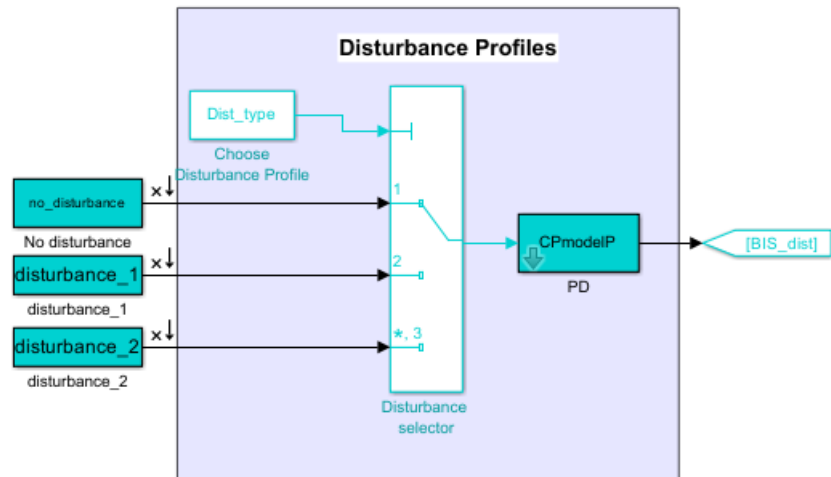 Disturbance Profiles
Dist_type
Choose
Disturbance Profile
no_disturbance
No disturbance
disturbance_1
disturbance_1
disturbance_2
disturbance_2
1
2
*, 3
Disturbance
selector
CPmodelP
PD
[BIS_dist]